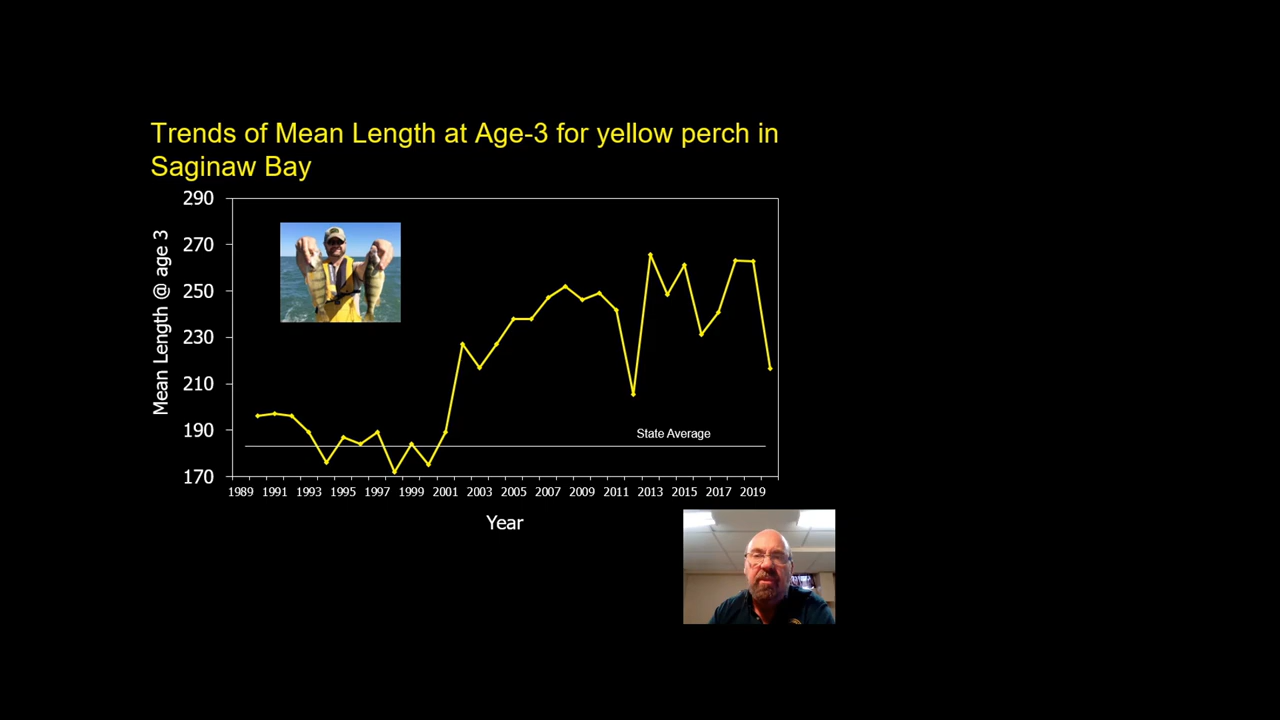 Trends of Mean Length at Age-3 for yellow perch in
Saginaw Bay
290
270
250
230
210
190
170
Mean Length @ age 3
State Average
1989 1991 1993 1995 1997 1999 2001 2003 2005 2007 2009 2011 2013 2015 2017 2019
Year